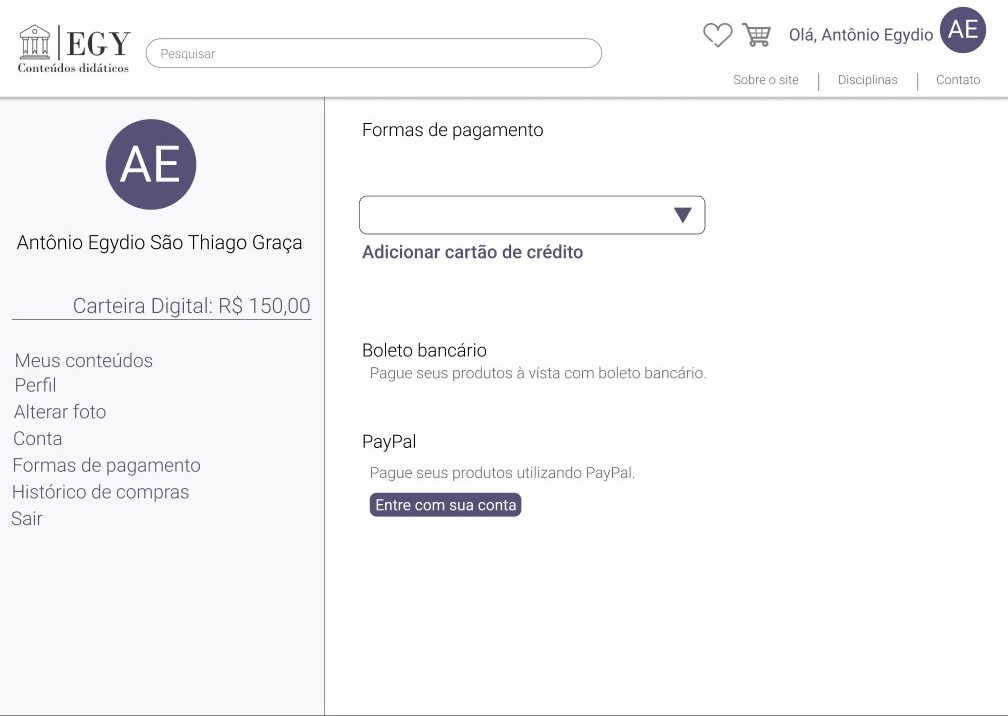 EGY
Conteúdos didáticos
Pesquisar
Olá, Antônio Egydio
AE
Sobre o site
Disciplinas
Contato
AE
Antônio Egydio São Thiago Graça
Carteira Digital: R$ 150,00
Meus conteúdos
Perfil
Alterar foto
Conta
Formas de pagamento
Histórico de compras
Sair
Formas de pagamento
Adicionar cartão de crédito
Boleto bancário
Pague seus produtos à vísta com boleto bancário.
PayPal
Pague seus produtos utilizando PayPal.
Entre com sua conta